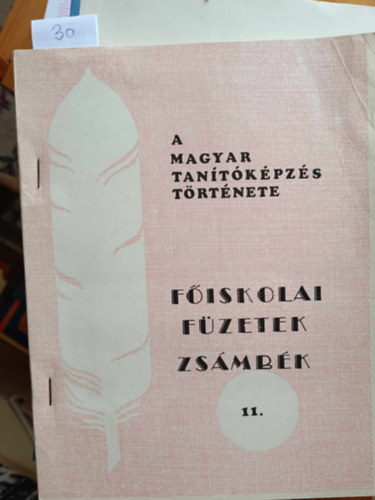 30
A
MAGYAR
TANÍTÓKÉPZÉS
TÖRTÉNETE
FŐISKOLAI
FÜZETEK
ZSÁMBÉK
11.